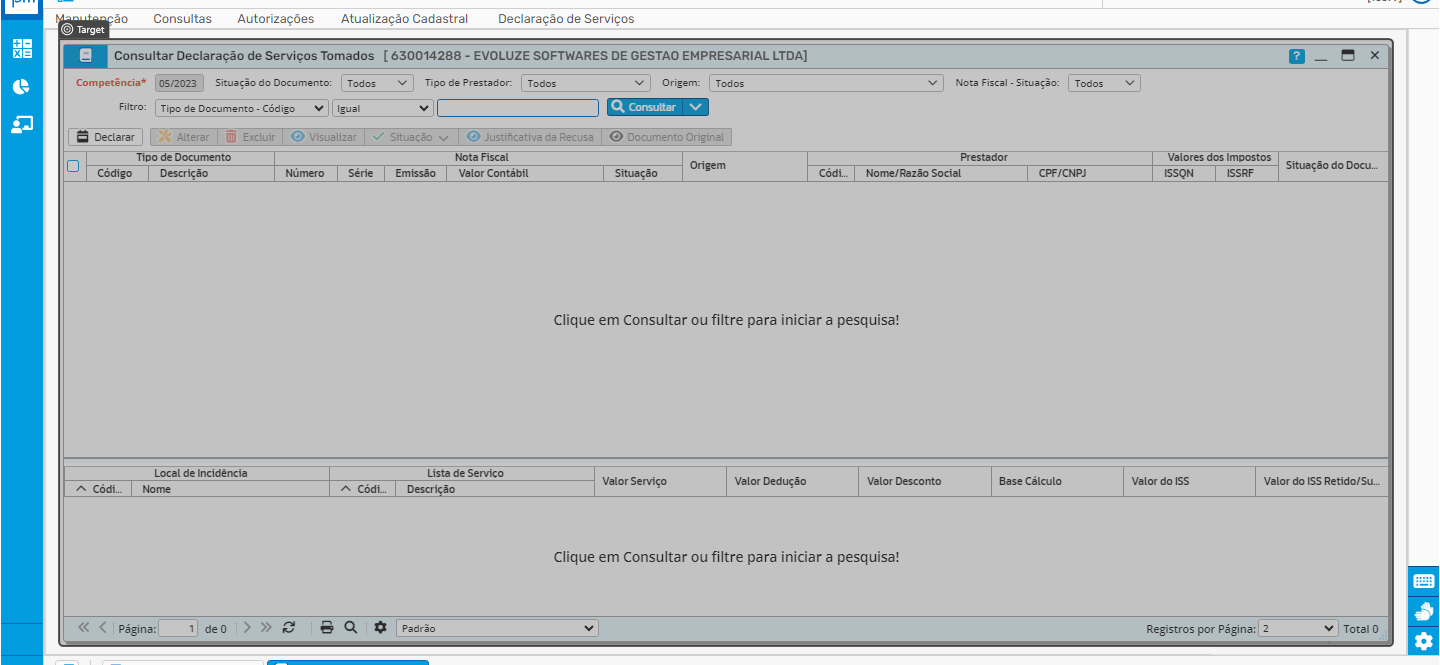 Manutenção Consultas Autorizações Atualização Cadastral Declaração de Serviços
Target
Consultar Declaração de Serviços Tomados [ 630014288 - EVOLUZE SOFTWARES DE GESTAO EMPRESARIAL LTDA]
Competência* 05/2023 Situação do Documento: Todos Tipo de Prestador: Todos Origem: Todos Nota Fiscal - Situação: Todos
Filtro: Tipo de Documento - Código Igual Consultar
Declarar Alterar Excluir Visualizar Situação Justificativa da Recusa Documento Original
Tipo de Documento Nota Fiscal Origem Prestador Valores dos Impostos Situação do Docu...
Código Descrição Número Série Emissão Valor Contábil Situação Códi... Nome/Razão Social CPF/CNPJ ISSQN ISSRF
Clique em Consultar ou filtre para iniciar a pesquisa!
Local de Incidência Lista de Serviço Valor Serviço Valor Dedução Valor Desconto Base Cálculo Valor do ISS Valor do ISS Retido/Su...
Códi... Nome Códi... Descrição
Clique em Consultar ou filtre para iniciar a pesquisa!
Página: 1 de 0 Padrão Registros por Página: 2 Total 0